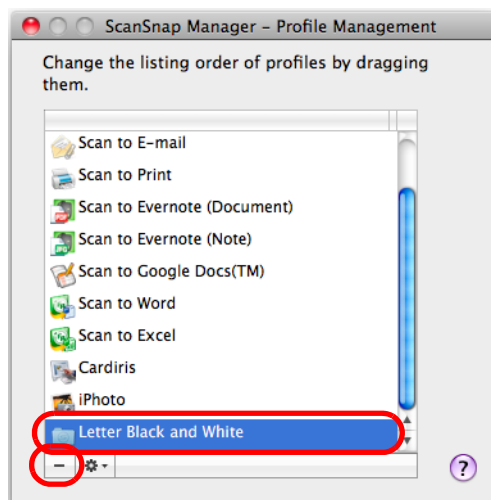 ScanSnap Manager – Profile Management
Change the listing order of profiles by dragging
them.
Scan to E-mail
Scan to Print
Scan to Evernote (Document)
Scan to Evernote (Note)
Scan to Google Docs(TM)
Scan to Word
Scan to Excel
Cardiris
iPhoto
Letter Black and White
−
?